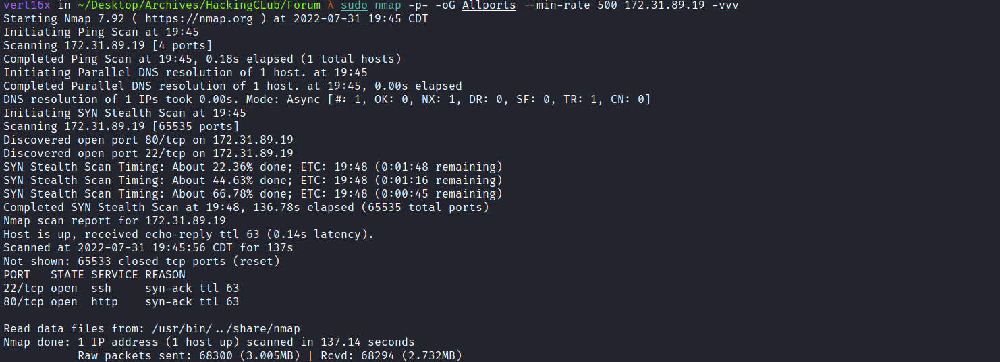 vert16x in ~/Desktop/Archives/HackingCLub/Forum λ sudo nmap -p- -oG Allports --min-rate 500 172.31.89.19 -vvv
Starting Nmap 7.92 ( https://nmap.org ) at 2022-07-31 19:45 CDT
Initiating Ping Scan at 19:45
Scanning 172.31.89.19 [4 ports]
Completed Ping Scan at 19:45, 0.18s elapsed (1 total hosts)
Initiating Parallel DNS resolution of 1 host. at 19:45
Completed Parallel DNS resolution of 1 host. at 19:45, 0.00s elapsed
DNS resolution of 1 IPs took 0.00s. Mode: Async [#: 1, OK: 0, NX: 1, DR: 0, SF: 0, TR: 1, CN: 0]
Initiating SYN Stealth Scan at 19:45
Scanning 172.31.89.19 [65535 ports]
Discovered open port 80/tcp on 172.31.89.19
Discovered open port 22/tcp on 172.31.89.19
SYN Stealth Scan Timing: About 22.36% done; ETC: 19:48 (0:01:48 remaining)
SYN Stealth Scan Timing: About 44.63% done; ETC: 19:48 (0:01:16 remaining)
SYN Stealth Scan Timing: About 66.78% done; ETC: 19:48 (0:00:45 remaining)
Completed SYN Stealth Scan at 19:48, 136.78s elapsed (65535 total ports)
Nmap scan report for 172.31.89.19
Host is up, received echo-reply ttl 63 (0.14s latency).
Scanned at 2022-07-31 19:45:56 CDT for 137s
Not shown: 65533 closed tcp ports (reset)
PORT   STATE SERVICE REASON
22/tcp open  ssh     syn-ack ttl 63
80/tcp open  http    syn-ack ttl 63
Read data files from: /usr/bin/../share/nmap
Nmap done: 1 IP address (1 host up) scanned in 137.14 seconds
Raw packets sent: 68300 (3.005MB) | Rcvd: 68294 (2.732MB)